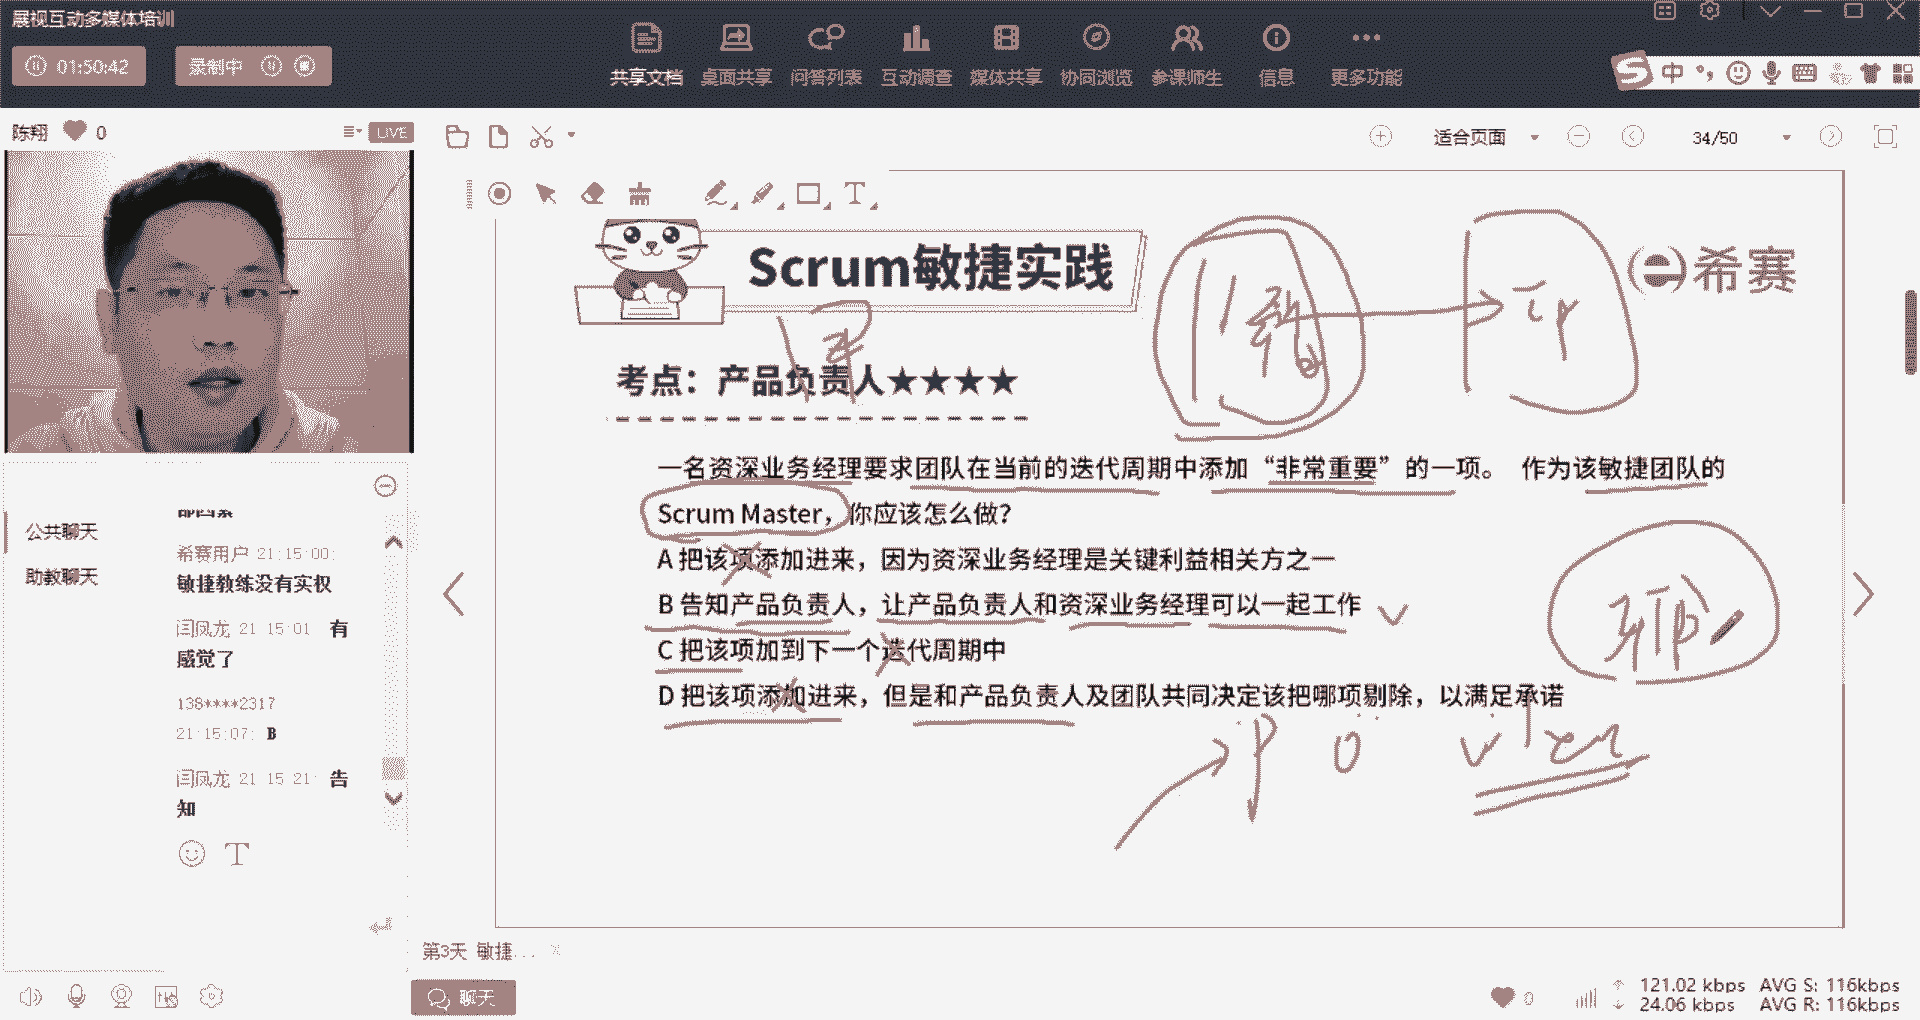 展视互动多媒体培训
01:50:42
录制中
共享文档 桌面共享 问答列表 互动调查 媒体共享 协同浏览 参课师生 信息 更多功能
中
陈翔 0
LIVE
适合页面
34/50
公共聊天
助教聊天
希赛用户 21:15:00:
敏捷教练没有实权
闫凤龙 21:15:01: 有
感觉了
138****2317
21:15:07: B
闫凤龙 21:15:21: 告
知
T
T
Scrum敏捷实践
希赛
考点：产品负责人★★★★
一名资深业务经理要求团队在当前的迭代周期中添加“非常重要”的一项。 作为该敏捷团队的
Scrum Master，你应该怎么做？
A 把该项添加进来，因为资深业务经理是关键利益相关方之一
B 告知产品负责人，让产品负责人和资深业务经理可以一起工作
C 把该项加到下一个迭代周期中
D 把该项添加进来，但是和产品负责人及团队共同决定该把哪项剔除，以满足承诺
聊
P O
第3天 敏捷...
聊天
0
121.02 kbps AVG S: 116kbps
24.06 kbps AVG R: 116kbps